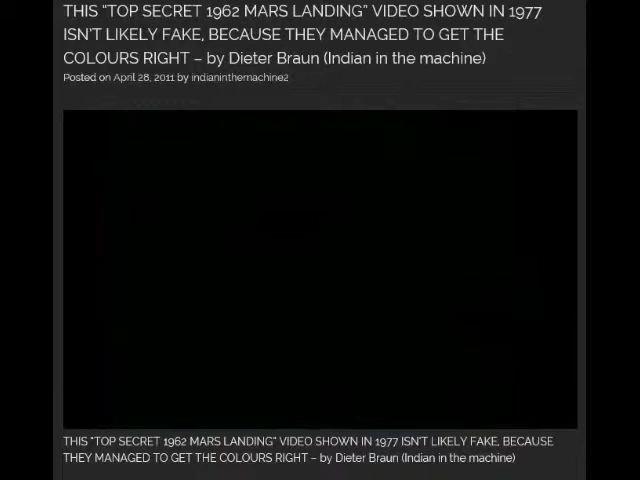 THIS “TOP SECRET 1962 MARS LANDING” VIDEO SHOWN IN 1977
ISN'T LIKELY FAKE, BECAUSE THEY MANAGED TO GET THE
COLOURS RIGHT – by Dieter Braun (Indian in the machine)
Posted on April 28, 2011 by indianinthemachine2
THIS “TOP SECRET 1962 MARS LANDING” VIDEO SHOWN IN 1977 ISN'T LIKELY FAKE, BECAUSE
THEY MANAGED TO GET THE COLOURS RIGHT – by Dieter Braun (Indian in the machine)